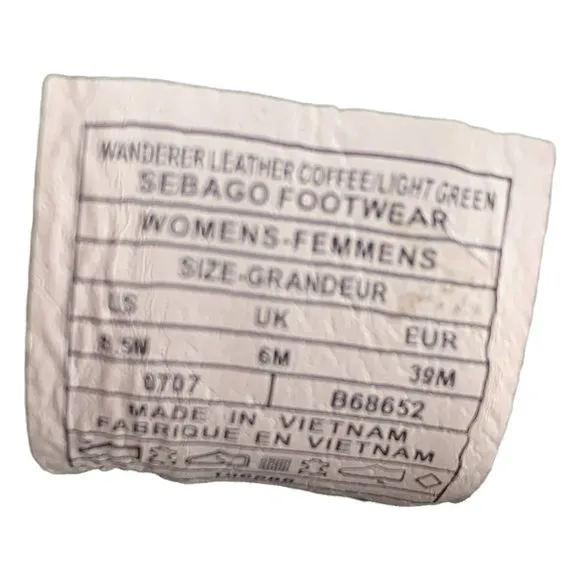 WANDERER LEATHER COFFEE/LIGHT GREEN
SEBAGO FOOTWEAR
WOMENS-FEMMENS
SIZE-GRANDEUR
US UK EUR
8.5M 6M 39M
0707 B68652
MADE IN VIETNAM
FABRIQUE EN VIETNAM